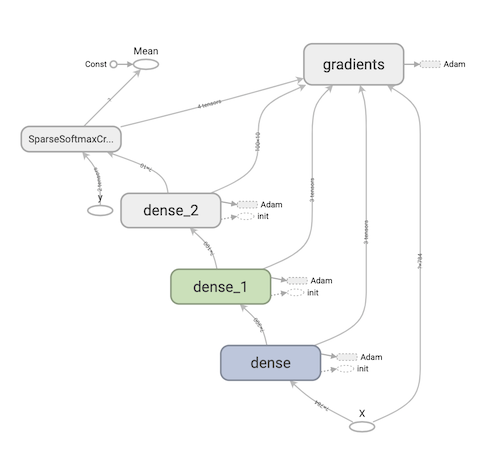 Mean
Const
gradients
Adam
4 tensors
SparseSoftmaxCr...
100×10
?×10
3 tensors
y
dense_2
Adam
init
?×100
3 tensors
dense_1
Adam
init
dense
Adam
init
?×784
?×784
X